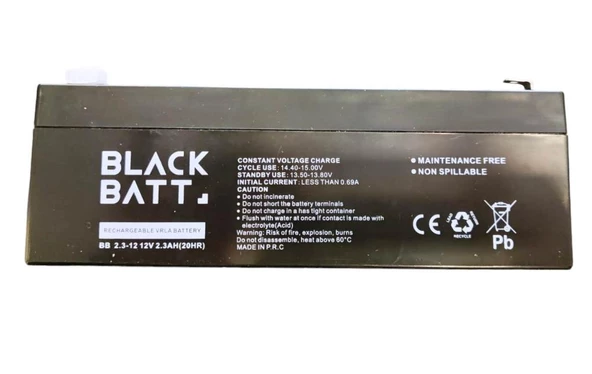 BLACK
BATT
RECHARGEABLE VRLA BATTERY
BB 2.3-12 12V 2.3AH(20HR)
CONSTANT VOLTAGE CHARGE
CYCLE USE: 14.40-15.00V
STANDBY USE: 13.50-13.80V
INITIAL CURRENT: LESS THAN 0.69A
CAUTION
• Do not incinerate
• Do not short the battery terminals
• Do not charge in a has tight container
• Flush with water at once if contact is made with
electrolyte(Acid)
Warning: Risk of fire, explosion, burns
Do not disassemble, heat above 60°C
MADE IN P.R.C
• MAINTENANCE FREE
• NON SPILLABLE
CE
RECYCLE
Pb